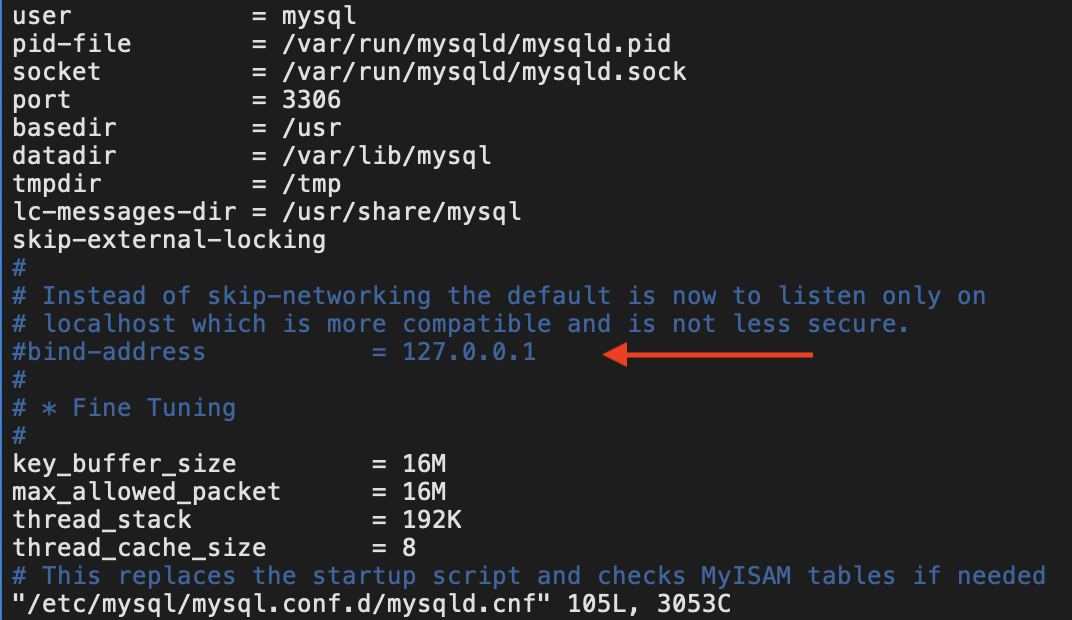 user            = mysql
pid-file        = /var/run/mysqld/mysqld.pid
socket          = /var/run/mysqld/mysqld.sock
port            = 3306
basedir         = /usr
datadir         = /var/lib/mysql
tmpdir          = /tmp
lc-messages-dir = /usr/share/mysql
skip-external-locking
#
# Instead of skip-networking the default is now to listen only on
# localhost which is more compatible and is not less secure.
#bind-address           = 127.0.0.1
#
# * Fine Tuning
#
key_buffer_size         = 16M
max_allowed_packet      = 16M
thread_stack            = 192K
thread_cache_size       = 8
# This replaces the startup script and checks MyISAM tables if needed
"/etc/mysql/mysql.conf.d/mysqld.cnf" 105L, 3053C